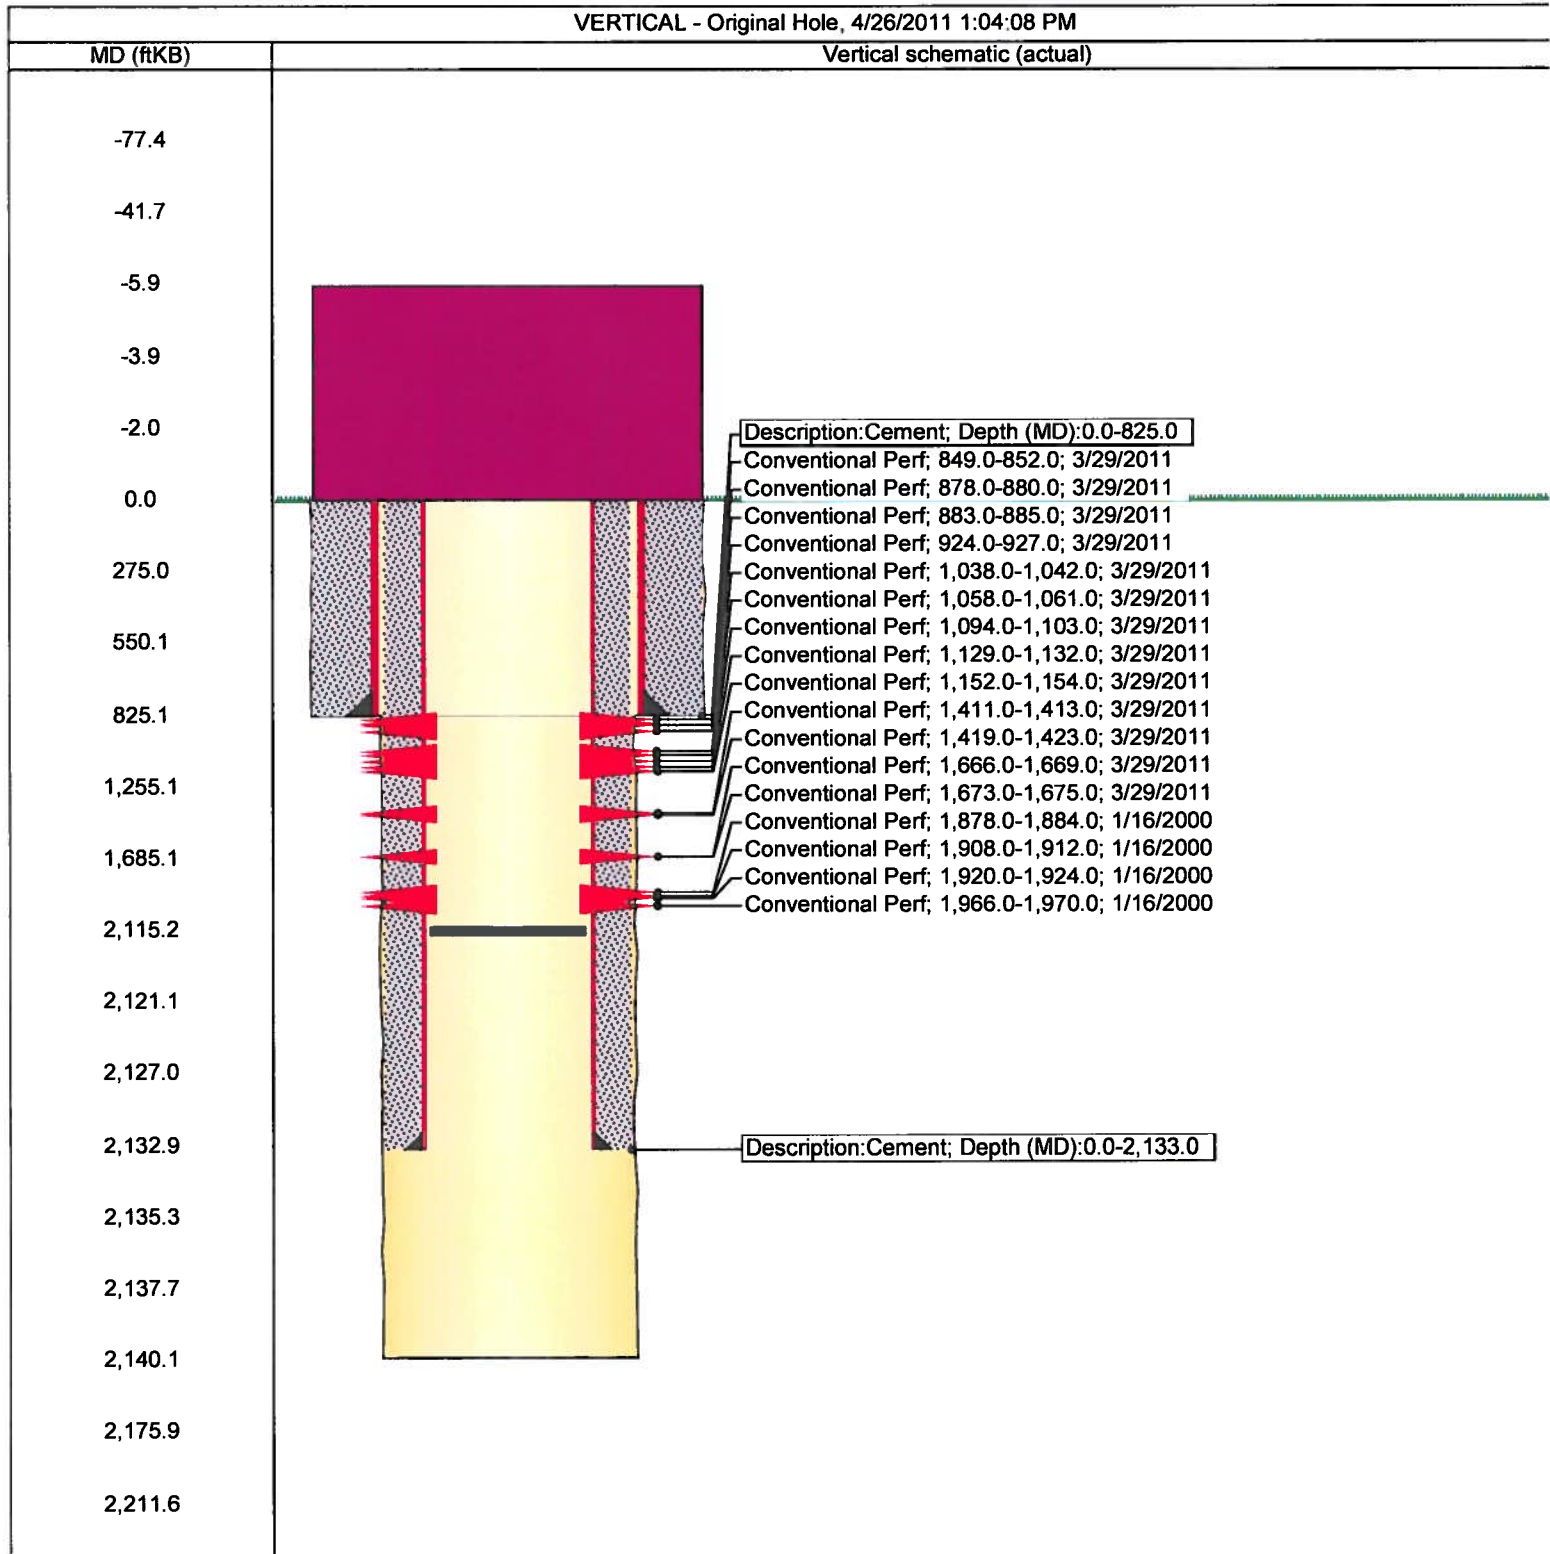 VERTICAL - Original Hole, 4/26/2011 1:04:08 PM
MD (ftKB)
Vertical schematic (actual)
-77.4
-41.7
-5.9
-3.9
-2.0
0.0
275.0
550.1
825.1
1,255.1
1,685.1
2,115.2
2,121.1
2,127.0
2,132.9
2,135.3
2,137.7
2,140.1
2,175.9
2,211.6
Description:Cement; Depth (MD):0.0-825.0
Conventional Perf; 849.0-852.0; 3/29/2011
Conventional Perf; 878.0-880.0; 3/29/2011
Conventional Perf; 883.0-885.0; 3/29/2011
Conventional Perf; 924.0-927.0; 3/29/2011
Conventional Perf; 1,038.0-1,042.0; 3/29/2011
Conventional Perf; 1,058.0-1,061.0; 3/29/2011
Conventional Perf; 1,094.0-1,103.0; 3/29/2011
Conventional Perf; 1,129.0-1,132.0; 3/29/2011
Conventional Perf; 1,152.0-1,154.0; 3/29/2011
Conventional Perf; 1,411.0-1,413.0; 3/29/2011
Conventional Perf; 1,419.0-1,423.0; 3/29/2011
Conventional Perf; 1,666.0-1,669.0; 3/29/2011
Conventional Perf; 1,673.0-1,675.0; 3/29/2011
Conventional Perf; 1,878.0-1,884.0; 1/16/2000
Conventional Perf; 1,908.0-1,912.0; 1/16/2000
Conventional Perf; 1,920.0-1,924.0; 1/16/2000
Conventional Perf; 1,966.0-1,970.0; 1/16/2000
Description:Cement; Depth (MD):0.0-2,133.0